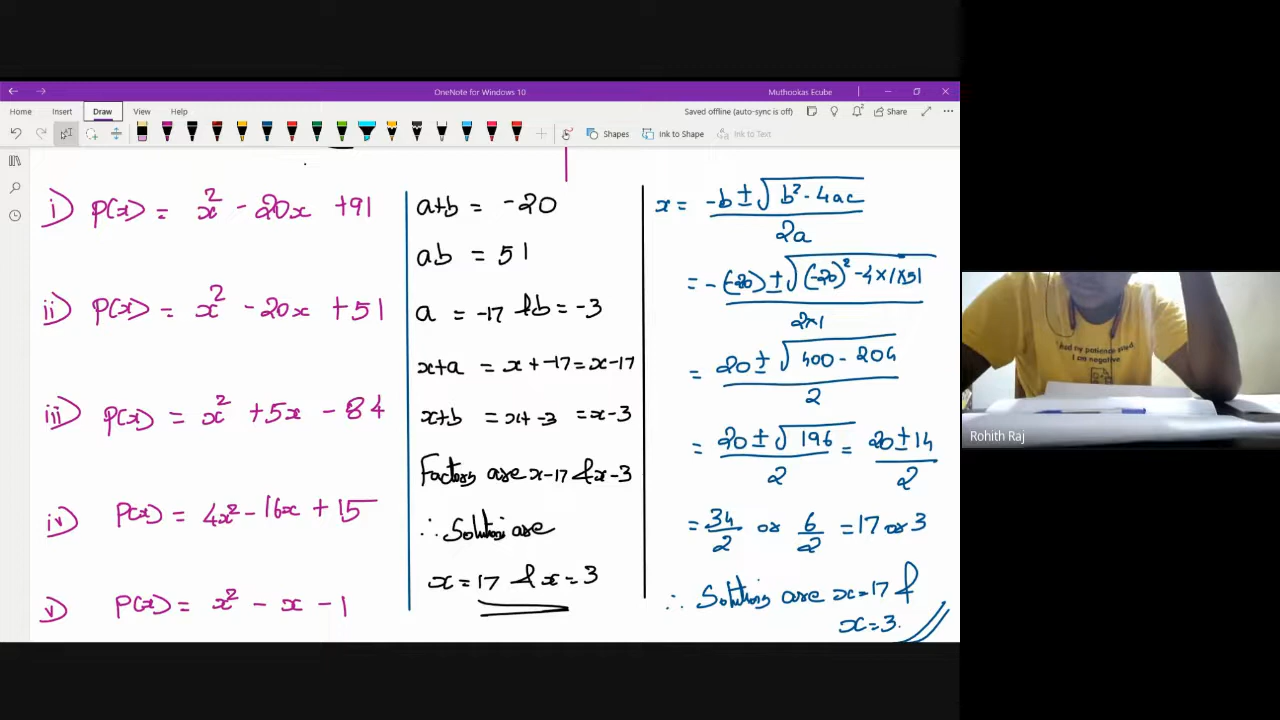 OneNote for Windows 10
Muthookas Ecube
Home Insert Draw View Help
Saved offline (auto-sync is off)
Share
Shapes
Ink to Shape
Ink to Text
i) P(x) = x² - 20x + 91
ii) P(x) = x² - 20x + 51
iii) P(x) = x² + 5x - 84
iv) P(x) = 4x² - 16x + 15
v) P(x) = x² - x - 1
a+b = -20
ab = 51
a = -17 & b = -3
x+a = x + -17 = x-17
x+b = x+ -3 = x-3
Factors are x-17 & x-3
∴ Solutions are
x = 17 & x = 3
x = -b ± √(b² - 4ac) / 2a
= -(-20) ± √((-20)² - 4×1×51) / 2×1
= 20 ± √(400 - 204) / 2
= 20 ± √196 / 2 = 20 ± 14 / 2
= 34/2 or 6/2 = 17 or 3
∴ Solutions are x=17 &
x=3.
I am negative
Rohith Raj